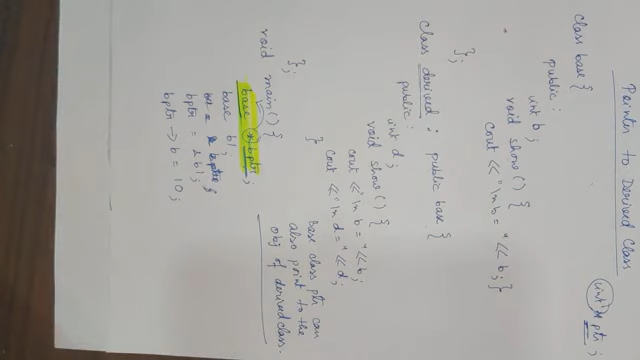 Pointer to Derived Class
int * ptr;
class base {
public:
int b;
void show() {
cout << "\n b = " << b; }
};
class derived : public base {
public:
int d;
void show() {
cout << "\n b = " << b;
cout << "\n d = " << d;
}
};
Base class ptr can
also point to the
obj of derived class.
void main() {
base *bptr;
base b1
bptr = &b1;
bptr -> b = 10;